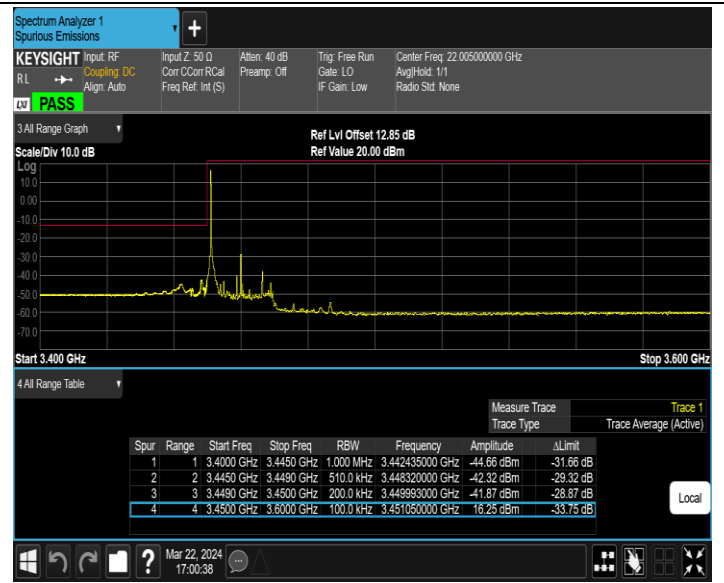 Spectrum Analyzer 1
Spurious Emissions
+
KEYSIGHT Input: RF Input Z: 50 Ω Atten: 40 dB Trig: Free Run Center Freq: 22.005000000 GHz
RL Coupling: DC Corr CCorr RCal Preamp: Off Gate: LO Avg|Hold: 1/1
Align: Auto Freq Ref: Int (S) IF Gain: Low Radio Std: None
LXI PASS
3 All Range Graph
Ref Lvl Offset 12.85 dB
Scale/Div 10.0 dB Ref Value 20.00 dBm
Log
10.0
0.00
-10.0
-20.0
-30.0
-40.0
-50.0
-60.0
-70.0
Start 3.400 GHz Stop 3.600 GHz
4 All Range Table
Measure Trace Trace 1
Trace Type Trace Average (Active)
Spur Range Start Freq Stop Freq RBW Frequency Amplitude ΔLimit
1 1 3.4000 GHz 3.4450 GHz 1.000 MHz 3.442435000 GHz -44.66 dBm -31.66 dB
2 2 3.4450 GHz 3.4490 GHz 510.0 kHz 3.448320000 GHz -42.32 dBm -29.32 dB
3 3 3.4490 GHz 3.4500 GHz 200.0 kHz 3.449993000 GHz -41.87 dBm -28.87 dB
4 4 3.4500 GHz 3.6000 GHz 100.0 kHz 3.451050000 GHz 16.25 dBm -33.75 dB
Local
? Mar 22, 2024
17:00:38